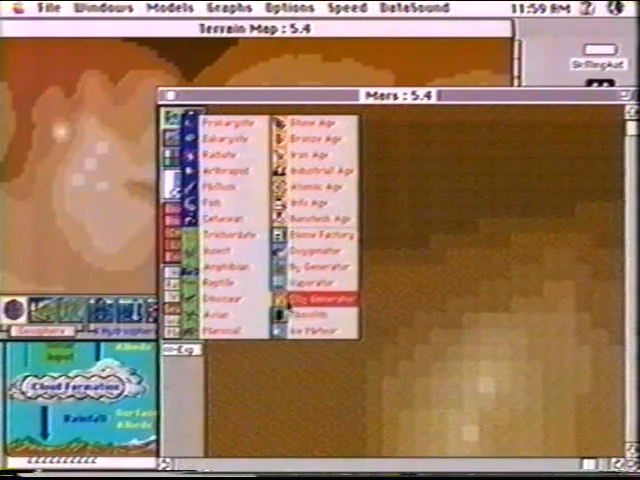 File Windows Models Graphs Options Speed DataSound 11:59 AM
Terrain Map : 5.4
Mars : 5.4
Prokaryote
Eukaryote
Radiate
Arthropod
Mollusk
Fish
Cetacean
Trichordate
Insect
Amphibian
Reptile
Dinosaur
Avian
Mammal
Stone Age
Bronze Age
Iron Age
Industrial Age
Atomic Age
Info Age
Nanotech Age
Biome Factory
Oxygenator
N₂ Generator
Vaporator
CO₂ Generator
Monolith
Ice Meteor
Geosphere
Hydrosphere
Input
Albedo
Cloud Formation
Rainfall
Surface
Albedo